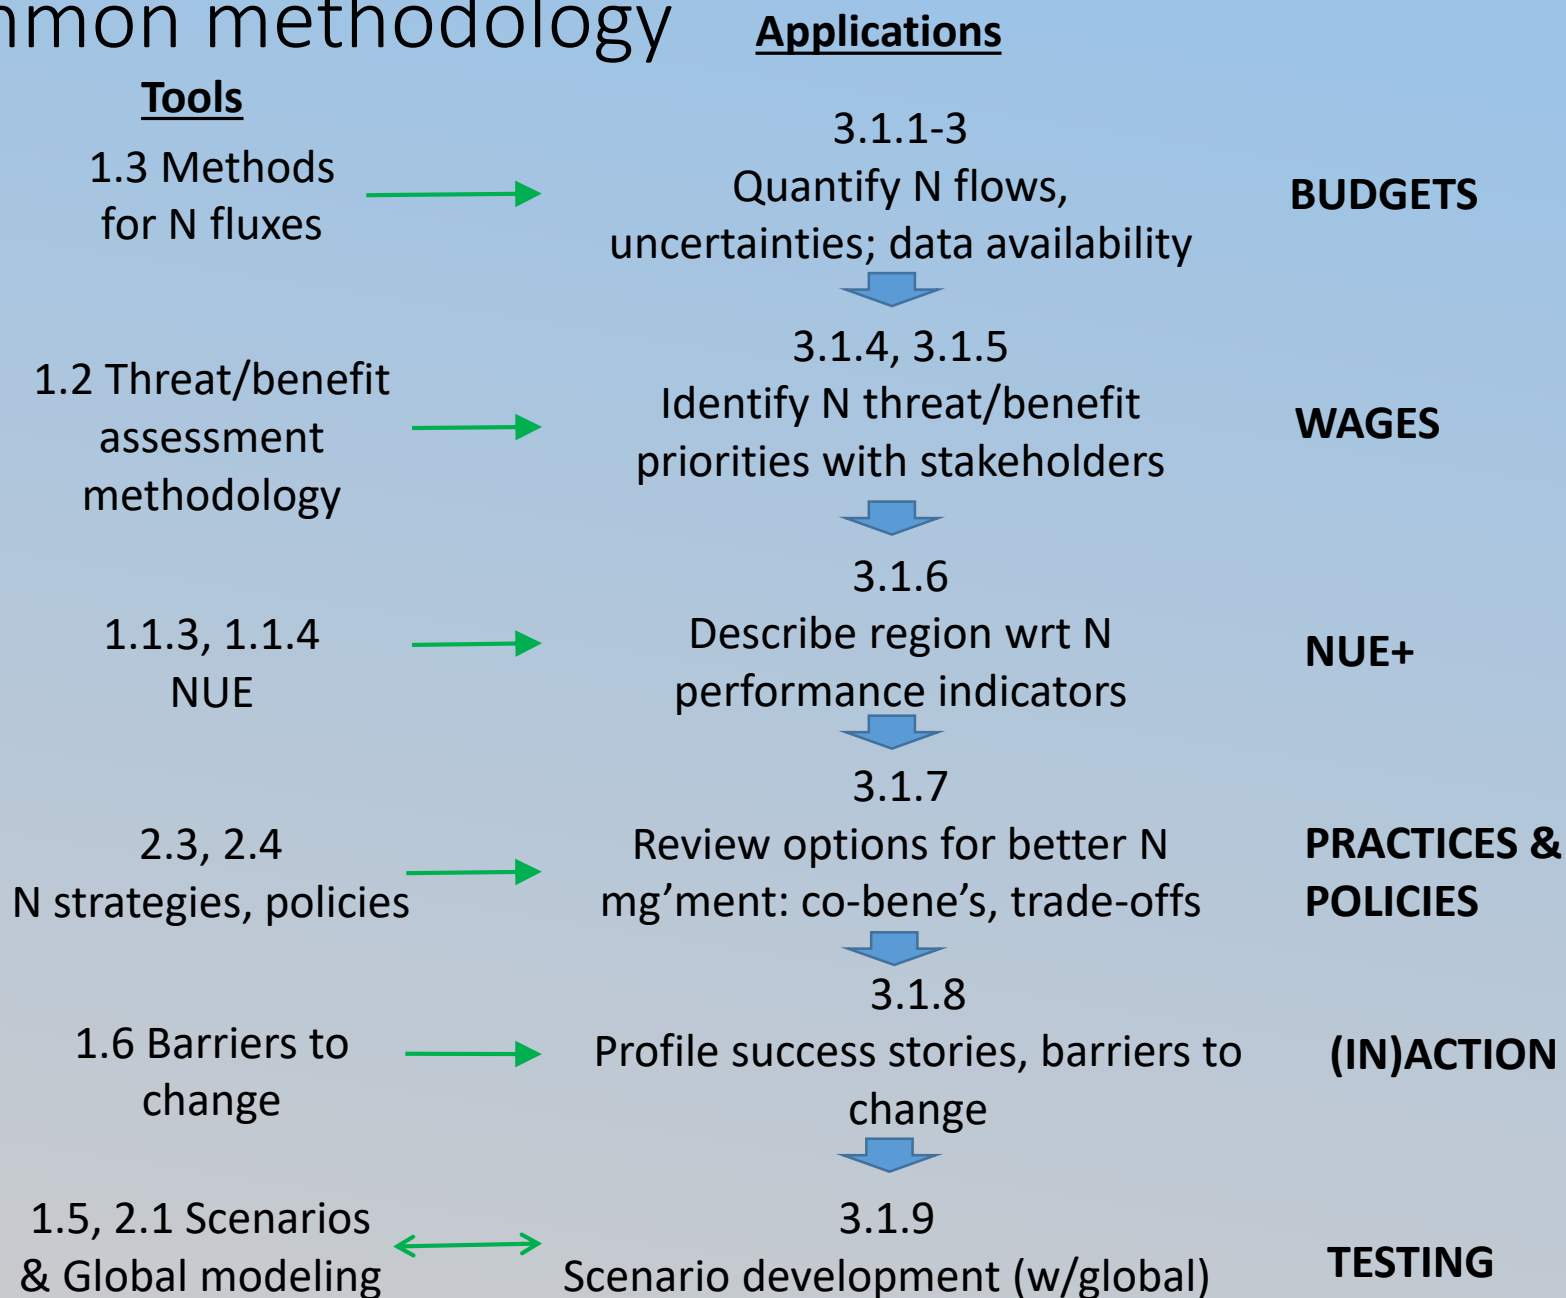 mmon methodology
Applications
Tools
1.3 Methods
for N fluxes
3.1.1-3
Quantify N flows,
uncertainties; data availability
BUDGETS
1.2 Threat/benefit
assessment
methodology
3.1.4, 3.1.5
Identify N threat/benefit
priorities with stakeholders
WAGES
1.1.3, 1.1.4
NUE
3.1.6
Describe region wrt N
performance indicators
NUE+
2.3, 2.4
N strategies, policies
3.1.7
Review options for better N
mg’ment: co-bene’s, trade-offs
PRACTICES &
POLICIES
1.6 Barriers to
change
3.1.8
Profile success stories, barriers to
change
(IN)ACTION
1.5, 2.1 Scenarios
& Global modeling
3.1.9
Scenario development (w/global)
TESTING